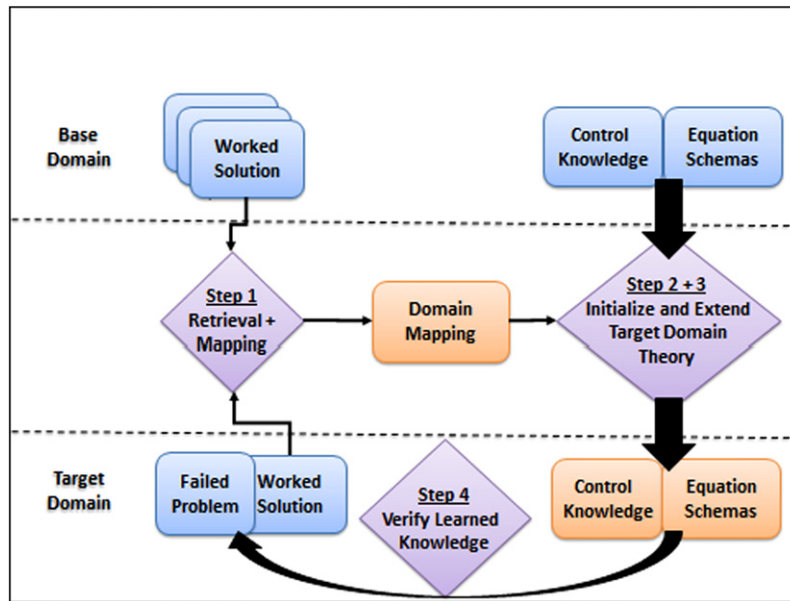 Base
Domain
Worked
Solution
Control
Knowledge
Equation
Schemas
Step 1
Retrieval +
Mapping
Domain
Mapping
Step 2 + 3
Initialize and Extend
Target Domain
Theory
Target
Domain
Failed
Problem
Worked
Solution
Step 4
Verify Learned
Knowledge
Control
Knowledge
Equation
Schemas